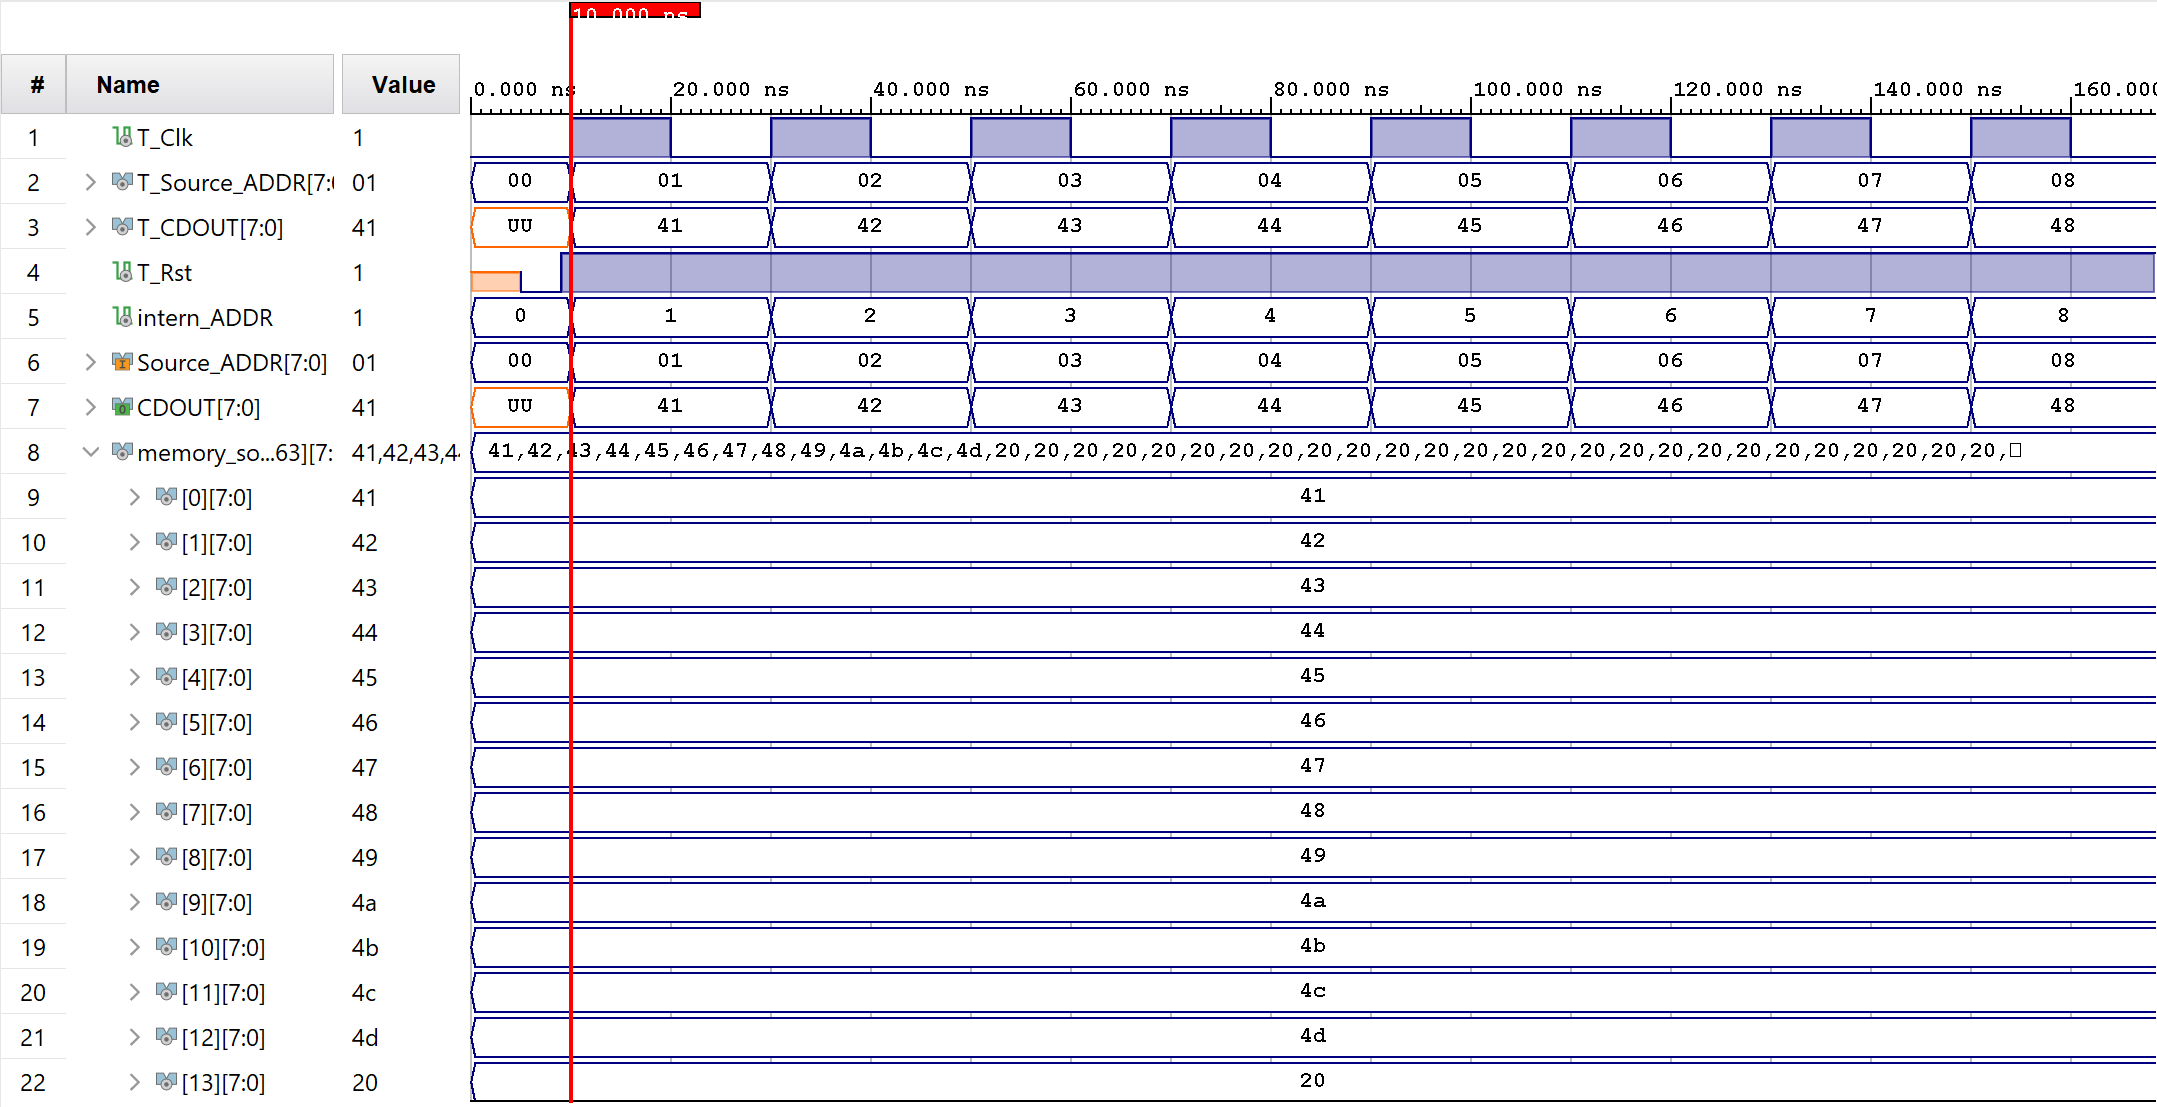 10.000 ns
# Name Value 0.000 ns 20.000 ns 40.000 ns 60.000 ns 80.000 ns 100.000 ns 120.000 ns 140.000 ns 160.000
1 T_Clk 1
2 T_Source_ADDR[7:0 01 00 01 02 03 04 05 06 07 08
3 T_CDOUT[7:0] 41 UU 41 42 43 44 45 46 47 48
4 T_Rst 1
5 intern_ADDR 1 0 1 2 3 4 5 6 7 8
6 Source_ADDR[7:0] 01 00 01 02 03 04 05 06 07 08
7 CDOUT[7:0] 41 UU 41 42 43 44 45 46 47 48
8 memory_so...63][7: 41,42,43,4 41,42,43,44,45,46,47,48,49,4a,4b,4c,4d,20,20,20,20,20,20,20,20,20,20,20,20,20,20,20,20,20,20,20,20,20,20,20,20,20,20,
9 [0][7:0] 41 41
10 [1][7:0] 42 42
11 [2][7:0] 43 43
12 [3][7:0] 44 44
13 [4][7:0] 45 45
14 [5][7:0] 46 46
15 [6][7:0] 47 47
16 [7][7:0] 48 48
17 [8][7:0] 49 49
18 [9][7:0] 4a 4a
19 [10][7:0] 4b 4b
20 [11][7:0] 4c 4c
21 [12][7:0] 4d 4d
22 [13][7:0] 20 20